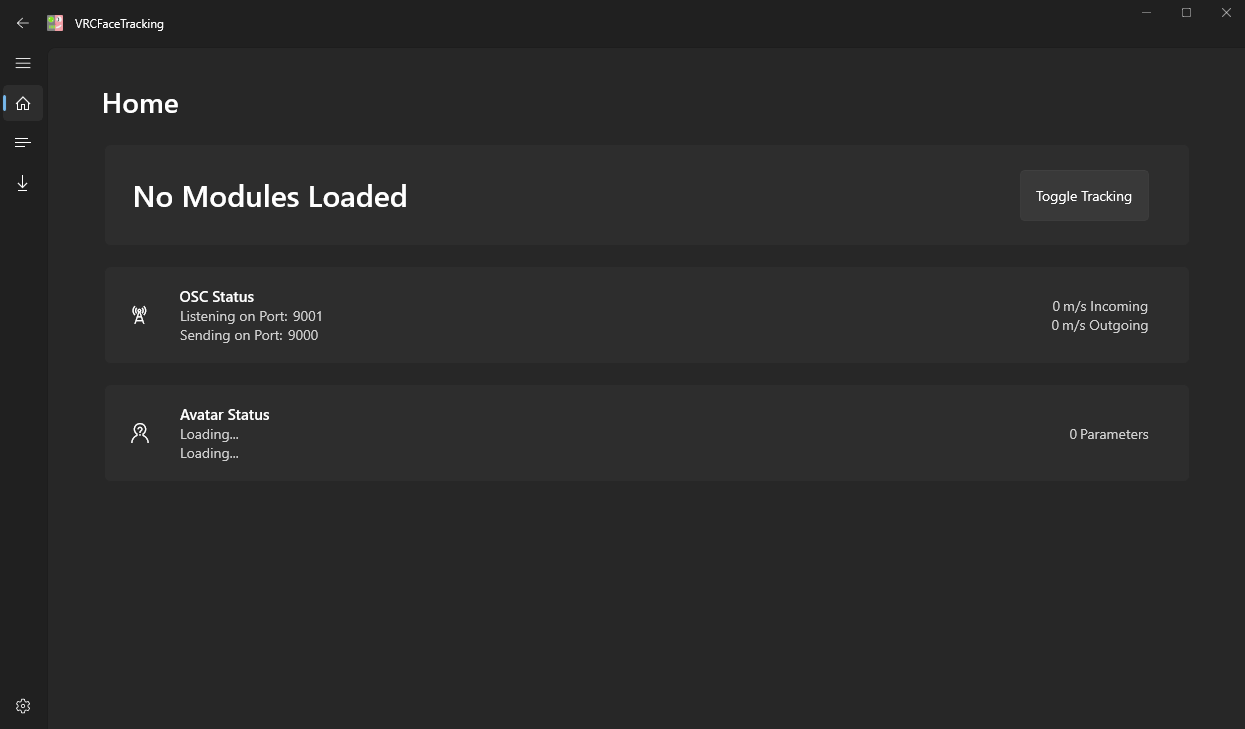 VRCFaceTracking
Home
No Modules Loaded
Toggle Tracking
OSC Status
Listening on Port: 9001
Sending on Port: 9000
0 m/s Incoming
0 m/s Outgoing
Avatar Status
Loading...
Loading...
0 Parameters